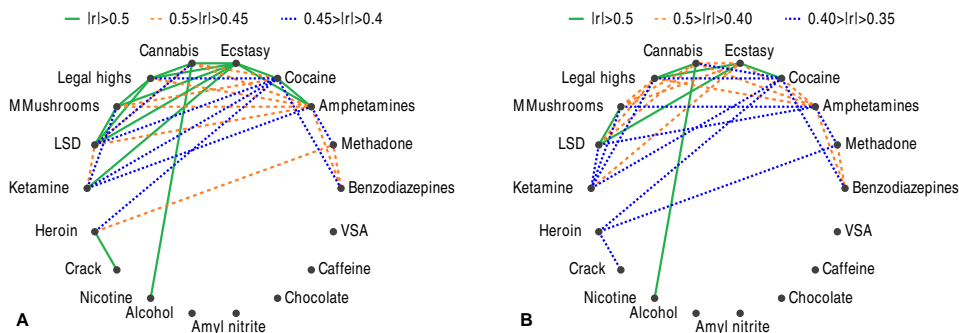 |r|>0.5 0.5>|r|>0.45 0.45>|r|>0.4
Cannabis Ecstasy
Legal highs Cocaine
MMushrooms Amphetamines
LSD Methadone
Ketamine Benzodiazepines
Heroin VSA
Crack Caffeine
Nicotine Chocolate
Alcohol Amyl nitrite
A
|r|>0.5 0.5>|r|>0.40 0.40>|r|>0.35
Cannabis Ecstasy
Legal highs Cocaine
MMushrooms Amphetamines
LSD Methadone
Ketamine Benzodiazepines
Heroin VSA
Crack Caffeine
Nicotine Chocolate
Alcohol Amyl nitrite
B